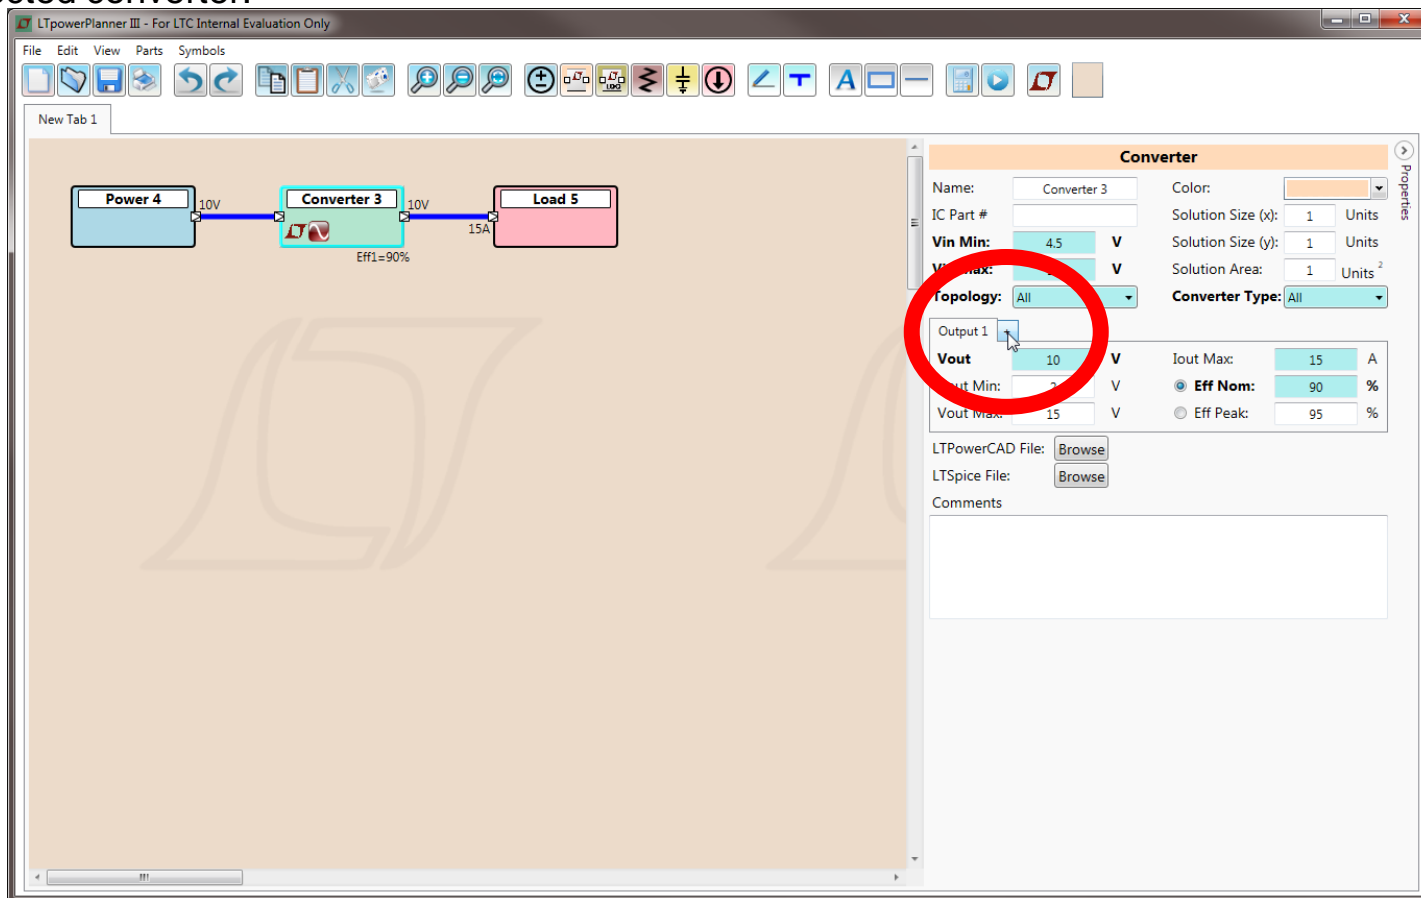 LTpowerPlanner III - For LTC Internal Evaluation Only
File Edit View Parts Symbols
A
New Tab 1
Converter
Properties
Power 4
10V
Converter 3
10V
15A
Load 5
Eff1=90%
Name: Converter 3 Color:
IC Part # Solution Size (x): 1 Units
Vin Min: 4.5 V Solution Size (y): 1 Units
V Solution Area: 1 Units 2
Topology: All Converter Type: All
Output 1
Vout 10 V Iout Max: 15 A
Min: V Eff Nom: 90 %
Vout Max: 15 V Eff Peak: 95 %
LTPowerCAD File: Browse
LTSpice File: Browse
Comments